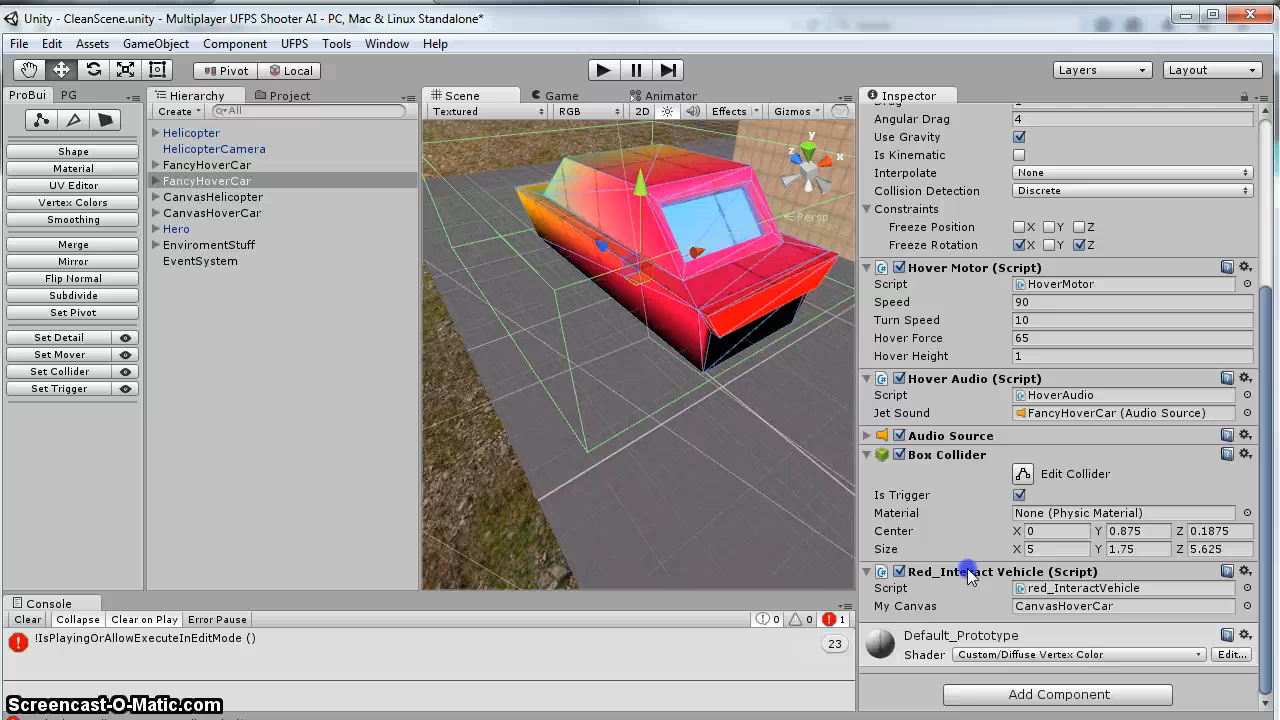 Unity - CleanScene.unity - Multiplayer UFPS Shooter AI - PC, Mac & Linux Standalone*
File Edit Assets GameObject Component UFPS Tools Window Help
Pivot Local Layers Layout
ProBui PG
Shape
Material
UV Editor
Vertex Colors
Smoothing
Merge
Mirror
Flip Normal
Subdivide
Set Pivot
Set Detail
Set Mover
Set Collider
Set Trigger
Hierarchy Project
Create All
Helicopter
HelicopterCamera
FancyHoverCar
FancyHoverCar
CanvasHelicopter
CanvasHoverCar
Hero
EnviromentStuff
EventSystem
Scene Game Animator
Textured RGB 2D Effects Gizmos
y
z x
Persp
Inspector
Angular Drag 4
Use Gravity
Is Kinematic
Interpolate None
Collision Detection Discrete
Constraints
Freeze Position X Y Z
Freeze Rotation X Y Z
Hover Motor (Script)
Script HoverMotor
Speed 90
Turn Speed 10
Hover Force 65
Hover Height 1
Hover Audio (Script)
Script HoverAudio
Jet Sound FancyHoverCar (Audio Source)
Audio Source
Box Collider
Edit Collider
Is Trigger
Material None (Physic Material)
Center X 0 Y 0.875 Z 0.1875
Size X 5 Y 1.75 Z 5.625
Red_Interact Vehicle (Script)
Script red_InteractVehicle
My Canvas CanvasHoverCar
Default_Prototype
Shader Custom/Diffuse Vertex Color Edit...
Add Component
Console
Clear Collapse Clear on Play Error Pause 0 0 1
!IsPlayingOrAllowExecuteInEditMode () 23
Screencast-O-Matic.com